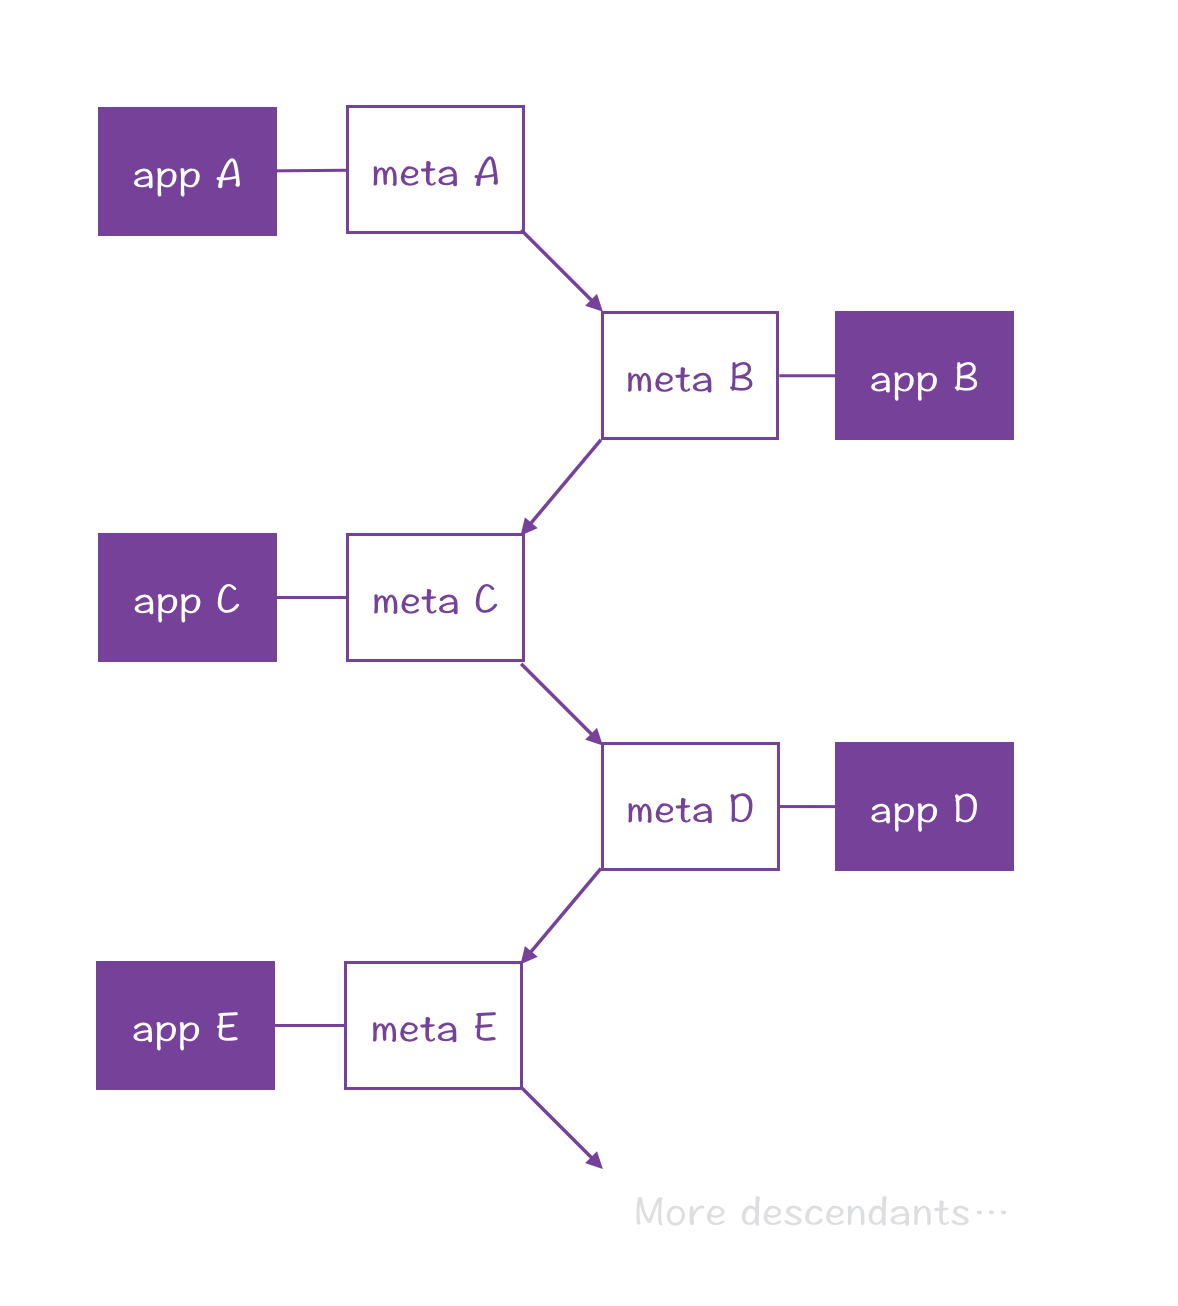 app A
meta A
meta B
app B
app C
meta C
meta D
app D
app E
meta E
More descendants…